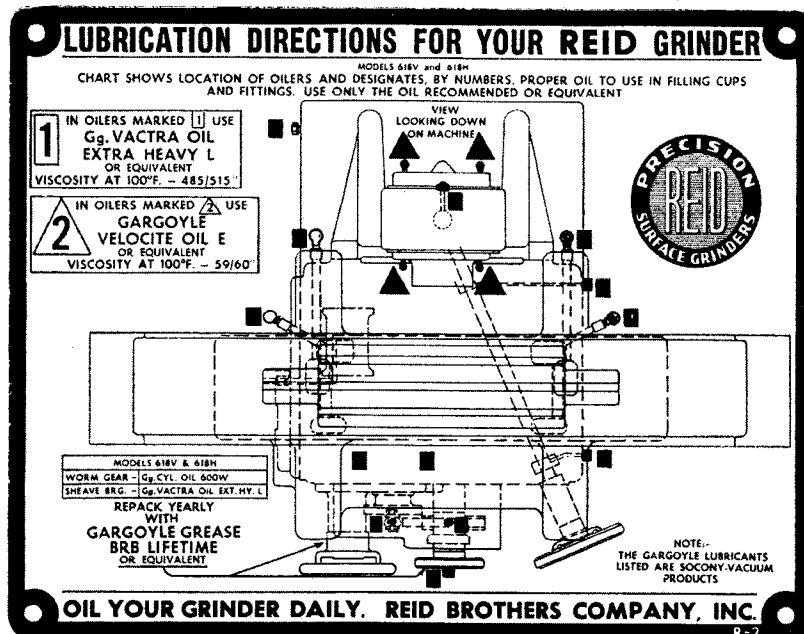 LUBRICATION DIRECTIONS FOR YOUR REID GRINDER
MODELS 618V and 618H
CHART SHOWS LOCATION OF OILERS AND DESIGNATES, BY NUMBERS, PROPER OIL TO USE IN FILLING CUPS
AND FITTINGS. USE ONLY THE OIL RECOMMENDED OR EQUIVALENT
VIEW
LOOKING DOWN
ON MACHINE
1
IN OILERS MARKED 1 USE
Gg. VACTRA OIL
EXTRA HEAVY L
OR EQUIVALENT
VISCOSITY AT 100°F. – 485/515"
2
IN OILERS MARKED 2 USE
GARGOYLE
VELOCITE OIL E
OR EQUIVALENT
VISCOSITY AT 100°F. – 59/60"
PRECISION
REID
SURFACE GRINDERS
MODELS 618V & 618H
WORM GEAR – Gg. CYL. OIL 600W
SHEAVE BRG. – Gg. VACTRA OIL EXT. HY. L
REPACK YEARLY
WITH
GARGOYLE GREASE
BRB LIFETIME
OR EQUIVALENT
NOTE:-
THE GARGOYLE LUBRICANTS
LISTED ARE SOCONY-VACUUM
PRODUCTS
OIL YOUR GRINDER DAILY. REID BROTHERS COMPANY, INC.
R-2